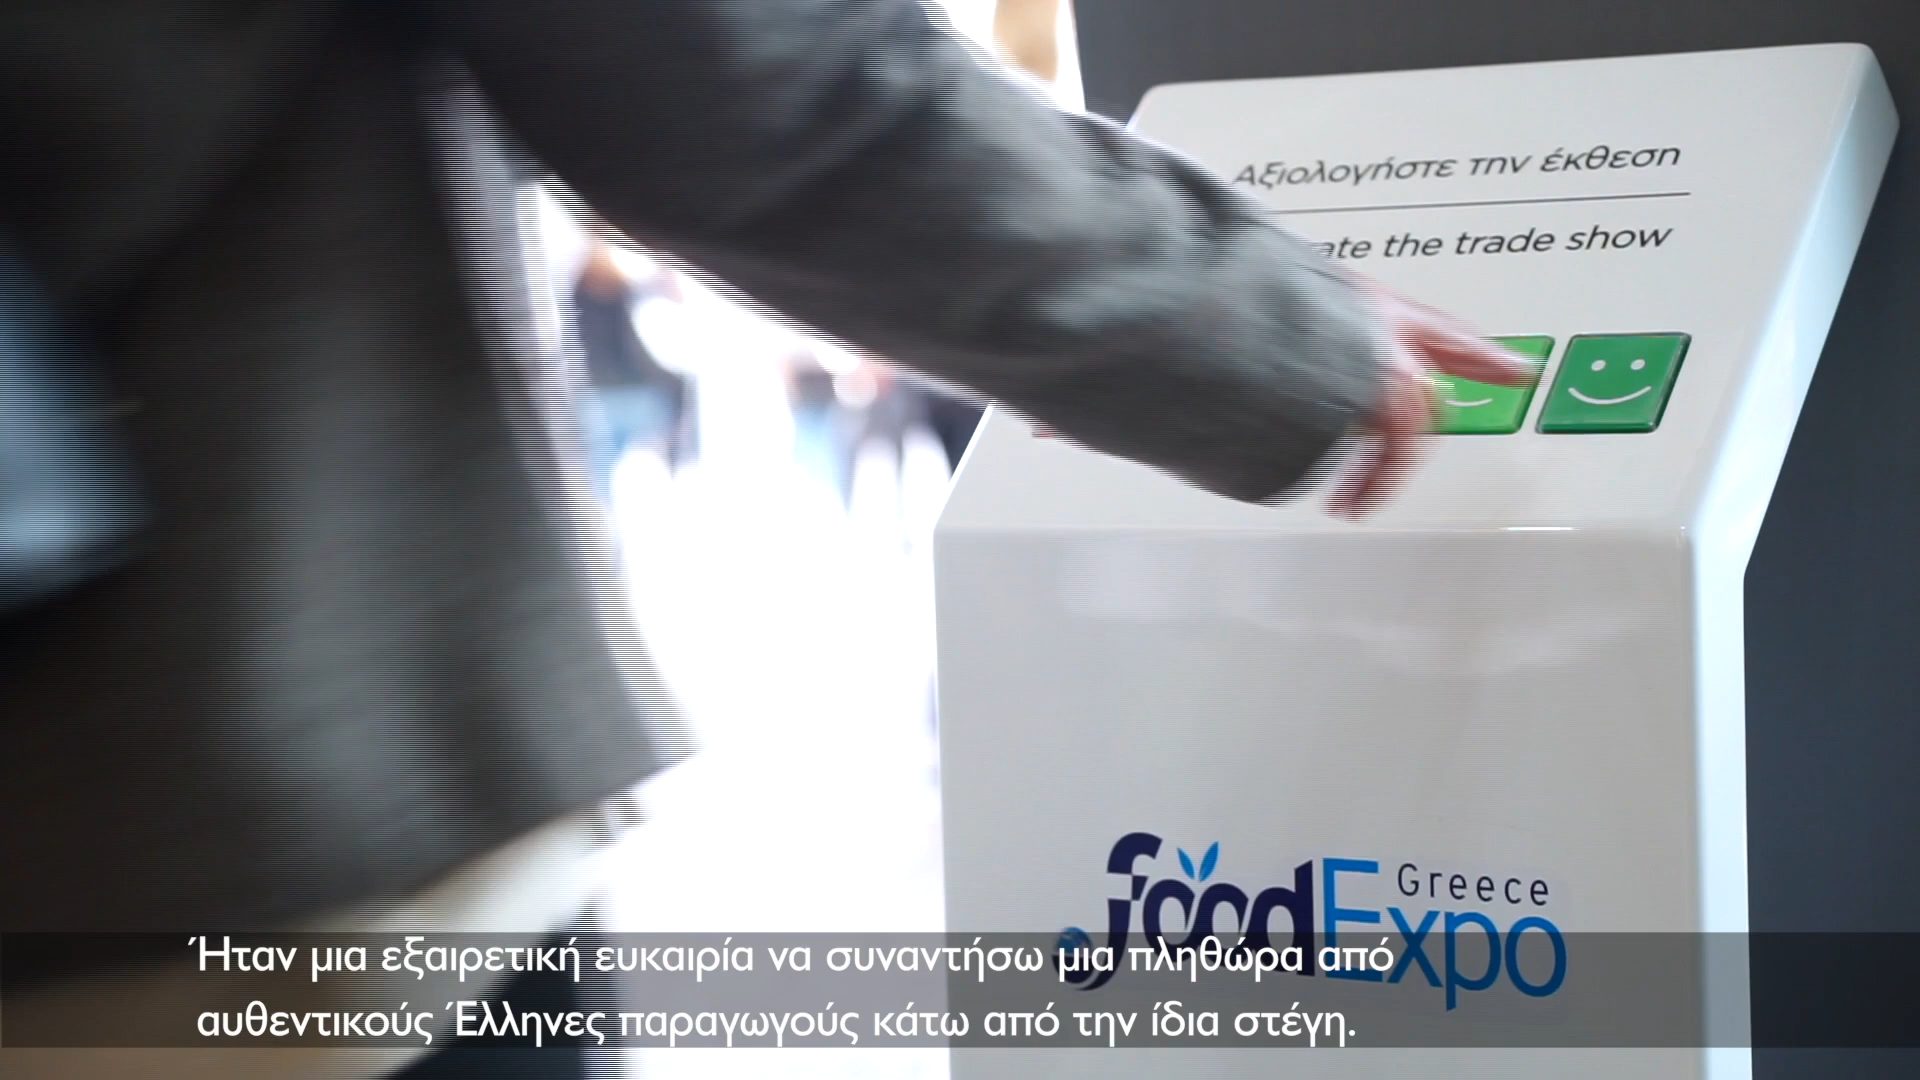 Αξιολογήστε την έκθεση
the trade show
foodExpo
Greece
Ήταν μια εξαιρετική ευκαιρία να συναντήσω μια πληθώρα από
αυθεντικούς Έλληνες παραγωγούς κάτω από την ίδια στέγη.